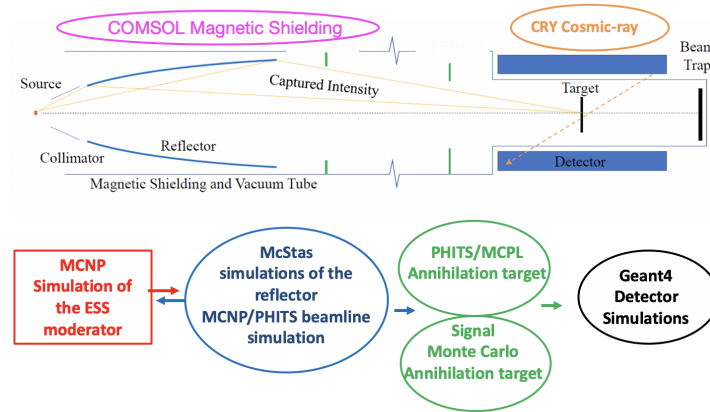 COMSOL Magnetic Shielding
CRY Cosmic-ray
Beam
Trap
Source
Captured Intensity
Target
Reflector
Collimator
Detector
Magnetic Shielding and Vacuum Tube
MCNP
Simulation of
the ESS
moderator
McStas
simulations of the
reflector
MCNP/PHITS beamline
simulation
PHITS/MCPL
Annihilation target
Signal
Monte Carlo
Annihilation target
Geant4
Detector
Simulations